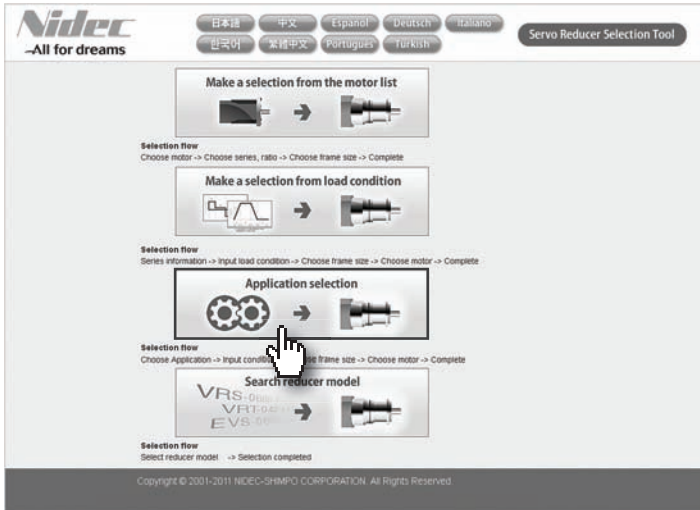 Nidec
-All for dreams
日本語 中文 Espanol Deutsch Italiano
한국어 繁體中文 Portugues Turkish
Servo Reducer Selection Tool
Make a selection from the motor list
Selection flow
Choose motor -> Choose series, ratio -> Choose frame size -> Complete
Make a selection from load condition
Selection flow
Series information -> Input load condition -> Choose frame size -> Choose motor -> Complete
Application selection
Selection flow
Choose Application -> Input frame size -> Choose motor -> Complete
Search reducer model
VRS-
VRT-
EVS-
Selection flow
Select reducer model -> Selection completed
Copyright © 2001-2011 NIDEC-SHIMPO CORPORATION. All Rights Reserved